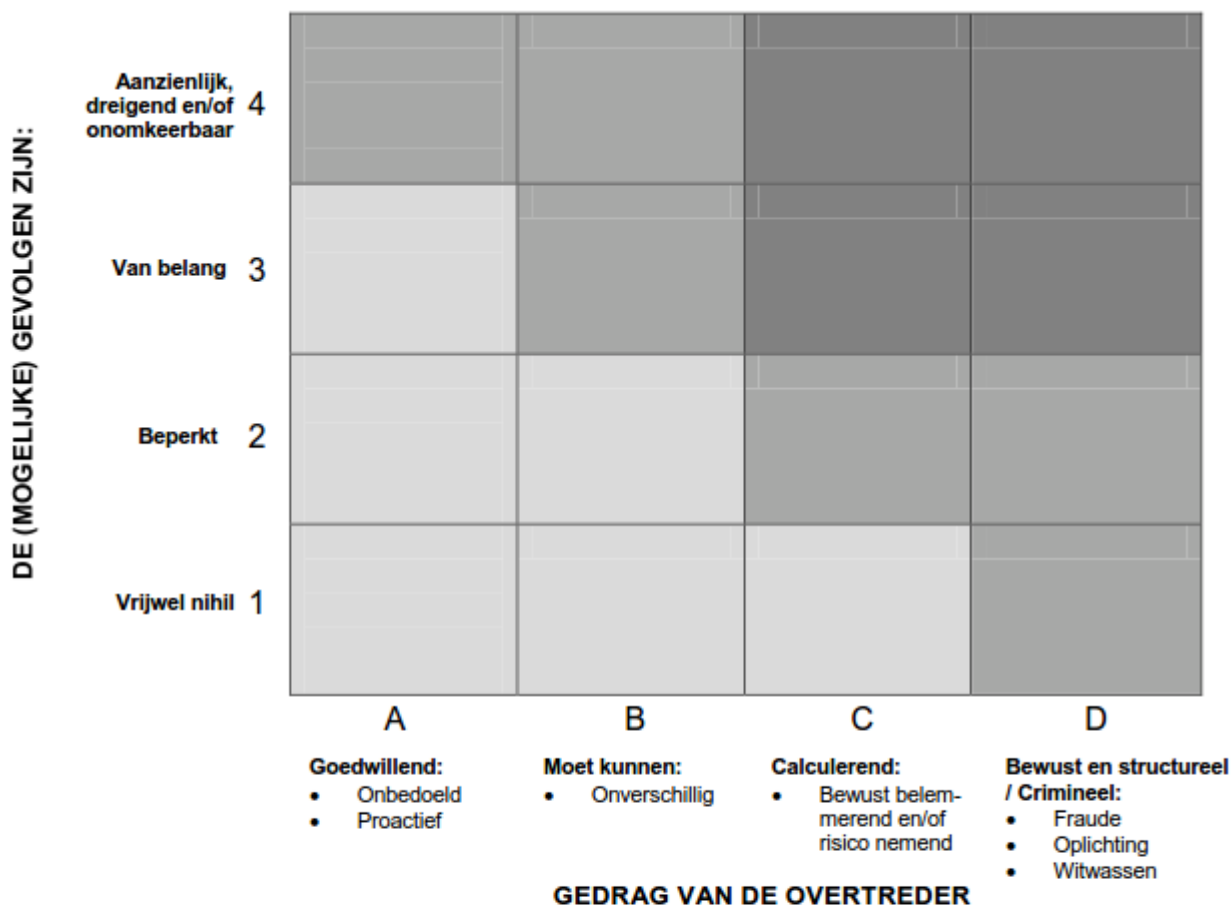 DE (MOGELIJKE) GEVOLGEN ZIJN:
Aanzienlijk,
dreigend en/of
onomkeerbaar
4
Van belang 3
Beperkt 2
Vrijwel nihil 1
A
B
C
D
Goedwillend:
• Onbedoeld
• Proactief
Moet kunnen:
• Onverschillig
Calculerend:
• Bewust belem-
merend en/of
risico nemend
Bewust en structureel
/ Crimineel:
• Fraude
• Oplichting
• Witwassen
GEDRAG VAN DE OVERTREDER